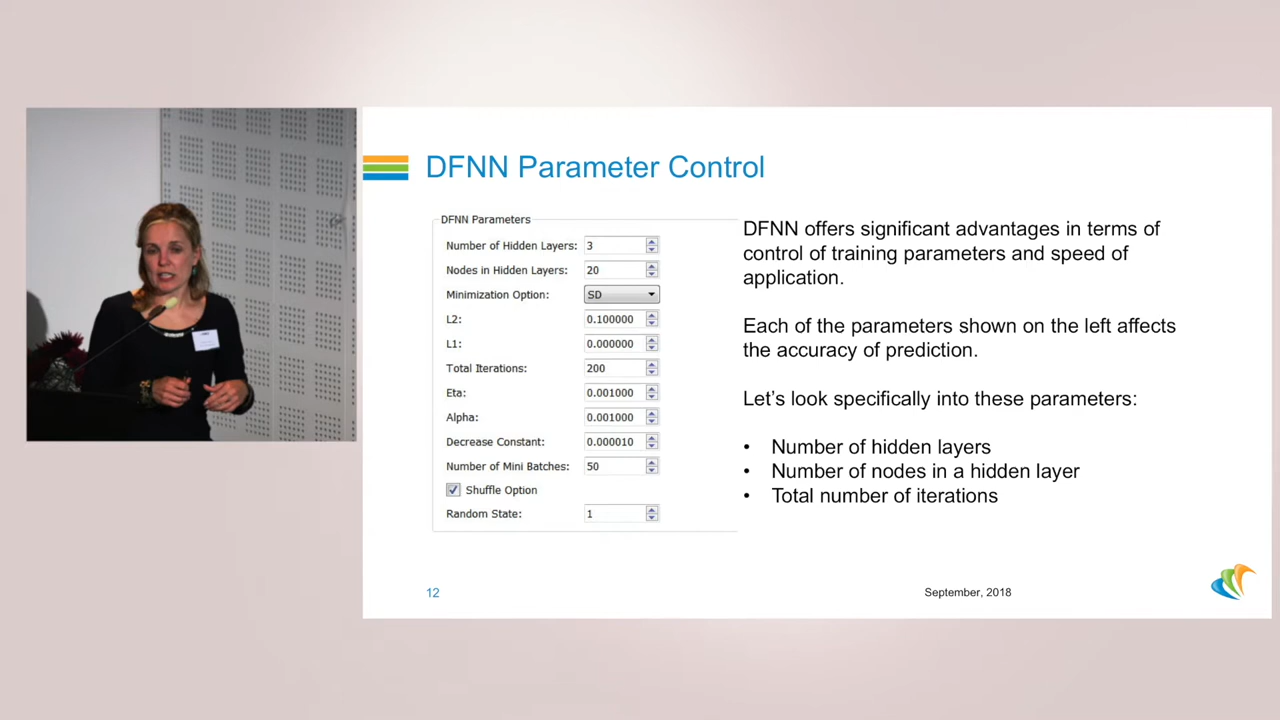 DFNN Parameter Control
DFNN Parameters
Number of Hidden Layers: 3
Nodes in Hidden Layers: 20
Minimization Option: SD
L2: 0.100000
L1: 0.000000
Total Iterations: 200
Eta: 0.001000
Alpha: 0.001000
Decrease Constant: 0.000010
Number of Mini Batches: 50
Shuffle Option
Random State: 1
DFNN offers significant advantages in terms of
control of training parameters and speed of
application.
Each of the parameters shown on the left affects
the accuracy of prediction.
Let's look specifically into these parameters:
• Number of hidden layers
• Number of nodes in a hidden layer
• Total number of iterations
12
September, 2018